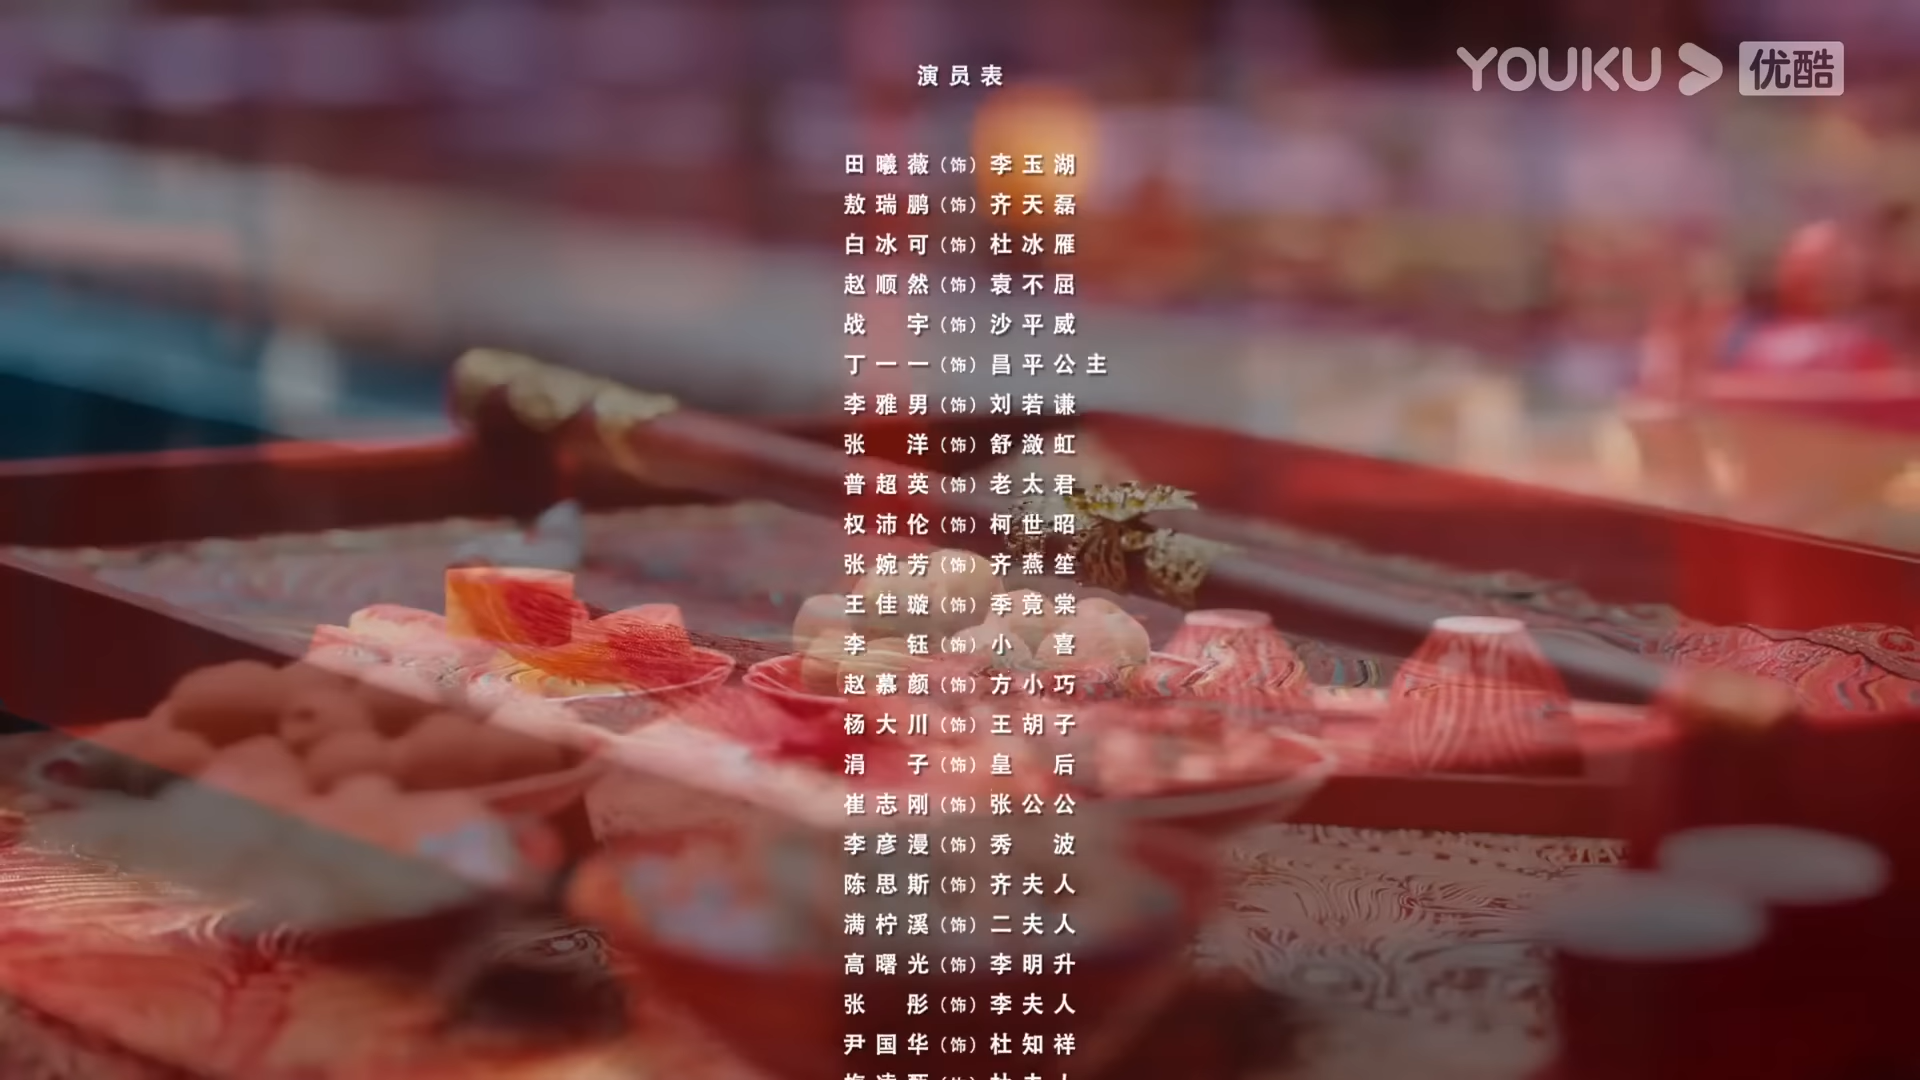 YOUKU 优酷
演员表
田曦薇（饰）李玉湖
敖瑞鹏（饰）齐天磊
白冰可（饰）杜冰雁
赵顺然（饰）袁不屈
战宇（饰）沙平威
丁一一（饰）昌平公主
李雅男（饰）刘若谦
张洋（饰）舒潋虹
普超英（饰）老太君
权沛伦（饰）柯世昭
张婉芳（饰）齐燕笙
王佳璇（饰）季竟棠
李钰（饰）小喜
赵慕颜（饰）方小巧
杨大川（饰）王胡子
涓子（饰）皇后
崔志刚（饰）张公公
李彦漫（饰）秀波
陈思斯（饰）齐夫人
满柠溪（饰）二夫人
高曙光（饰）李明升
张彤（饰）李夫人
尹国华（饰）杜知祥